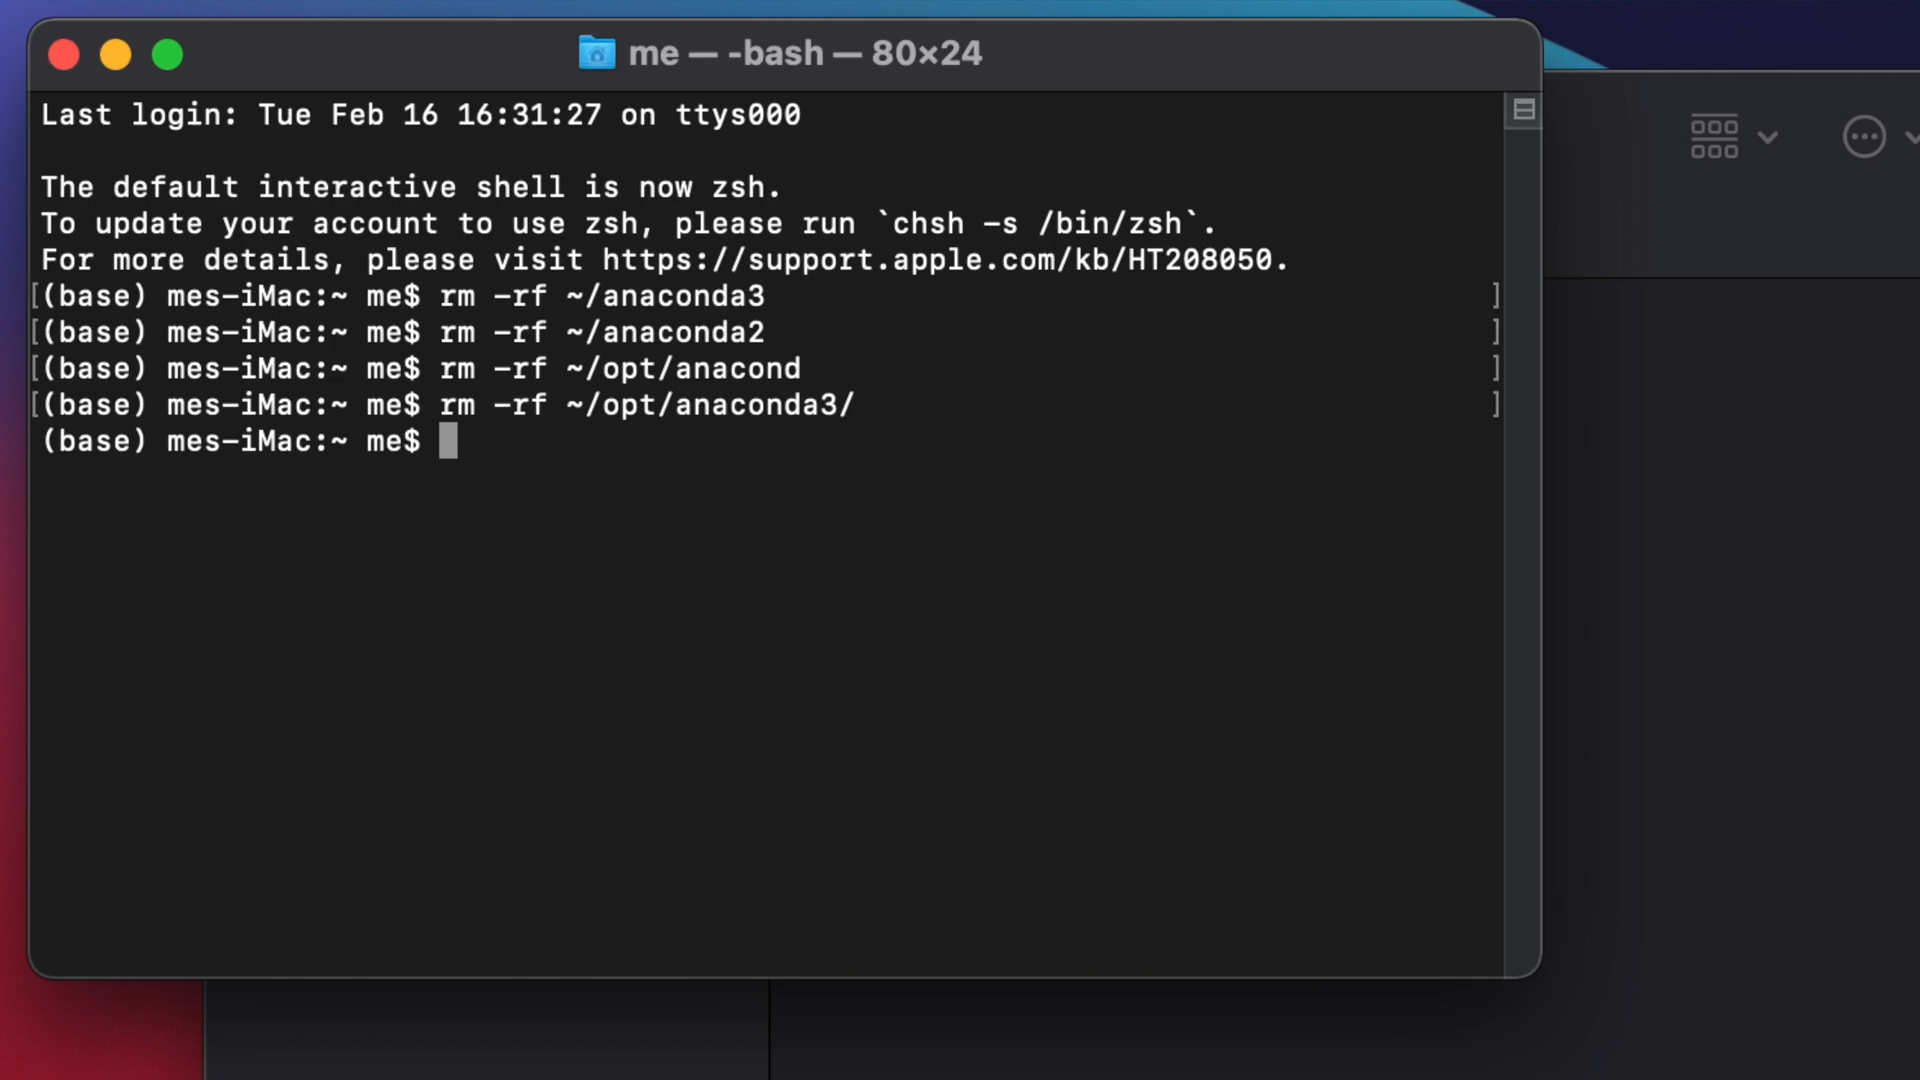 me — -bash — 80×24
Last login: Tue Feb 16 16:31:27 on ttys000
The default interactive shell is now zsh.
To update your account to use zsh, please run `chsh -s /bin/zsh`.
For more details, please visit https://support.apple.com/kb/HT208050.
[(base) mes-iMac:~ me$ rm -rf ~/anaconda3 ]
[(base) mes-iMac:~ me$ rm -rf ~/anaconda2 ]
[(base) mes-iMac:~ me$ rm -rf ~/opt/anacond ]
[(base) mes-iMac:~ me$ rm -rf ~/opt/anaconda3/ ]
(base) mes-iMac:~ me$